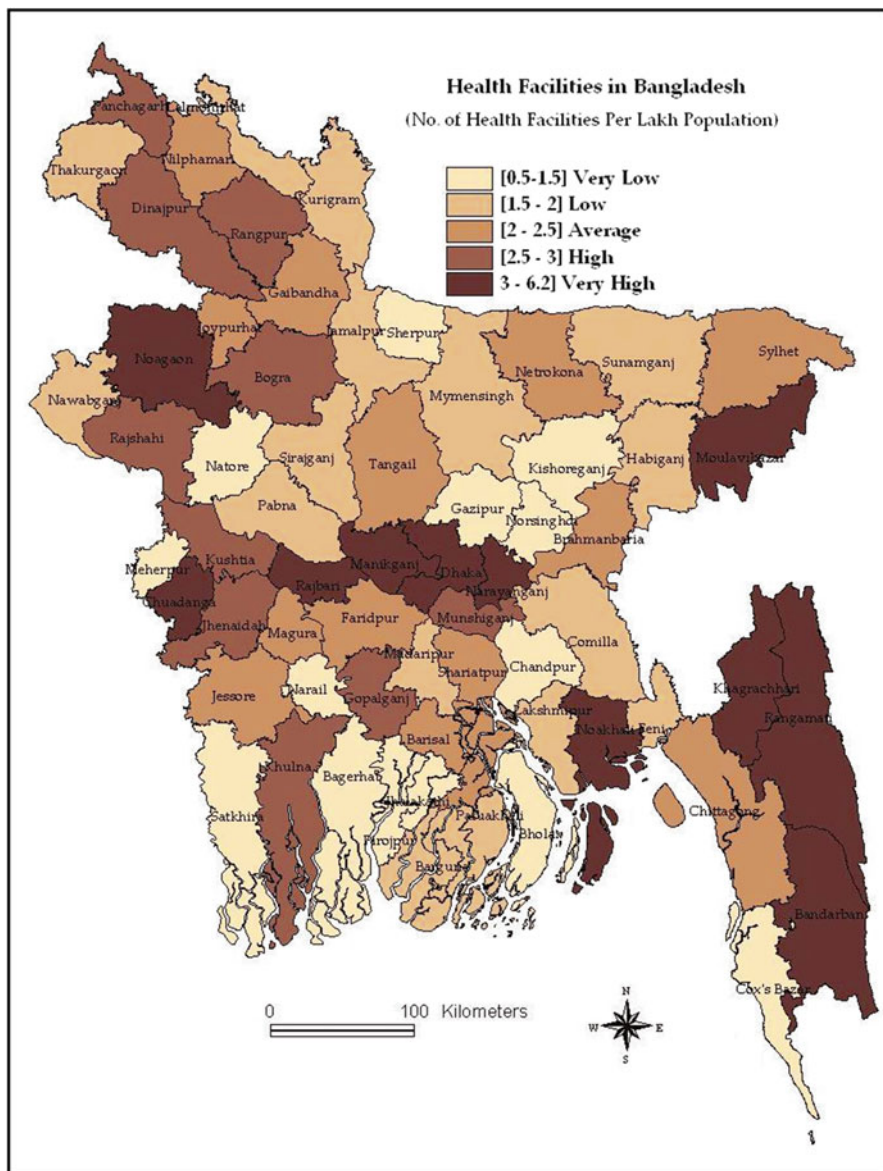 Health Facilities in Bangladesh
(No. of Health Facilities Per Lakh Population)
[0.5-1.5] Very Low
[1.5 - 2] Low
[2 - 2.5] Average
[2.5 - 3] High
3 - 6.2] Very High
Panchagarh
Lalmonirhat
Thakurgaon
Nilphamari
Dinajpur
Rangpur
Kurigram
Gaibandha
Joypurhat
Jamalpur
Sherpur
Noagaon
Bogra
Netrokona
Sunamganj
Sylhet
Nawabganj
Mymensingh
Rajshahi
Natore
Sirajganj
Tangail
Kishoreganj
Habiganj
Moulavibazar
Pabna
Gazipur
Norsinghdi
Brahmanbaria
Meherpur
Kushtia
Rajbari
Manikganj
Dhaka
Narayanganj
Chuadanga
Jhenaidah
Magura
Faridpur
Munshiganj
Comilla
Madaripur
Shariatpur
Chandpur
Jessore
Narail
Gopalganj
Khagrachhari
Rangamati
Lakshmipur
Noakhali
Feni
Barisal
Khulna
Bagerhat
Satkhira
Jhalakathi
Patuakhali
Bhola
Pirojpur
Barguna
Chittagong
Bandarban
Cox's Bazar
0 100 Kilometers
N
W E
S